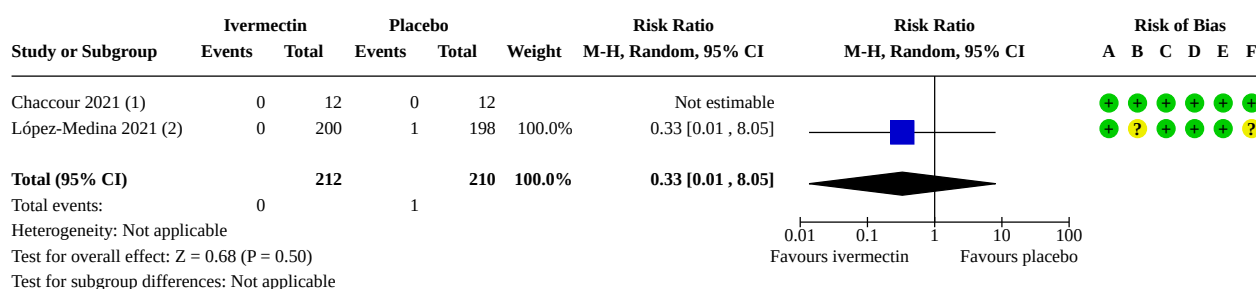 Ivermectin Placebo Risk Ratio Risk Ratio Risk of Bias
Study or Subgroup Events Total Events Total Weight M-H, Random, 95% CI M-H, Random, 95% CI A B C D E F
Chaccour 2021 (1) 0 12 0 12 Not estimable + + + + + +
López-Medina 2021 (2) 0 200 1 198 100.0% 0.33 [0.01 , 8.05] + ? + + + ?
Total (95% CI) 212 210 100.0% 0.33 [0.01 , 8.05]
Total events: 0 1
Heterogeneity: Not applicable
0.01 0.1 1 10 100
Test for overall effect: Z = 0.68 (P = 0.50) Favours ivermectin Favours placebo
Test for subgroup differences: Not applicable